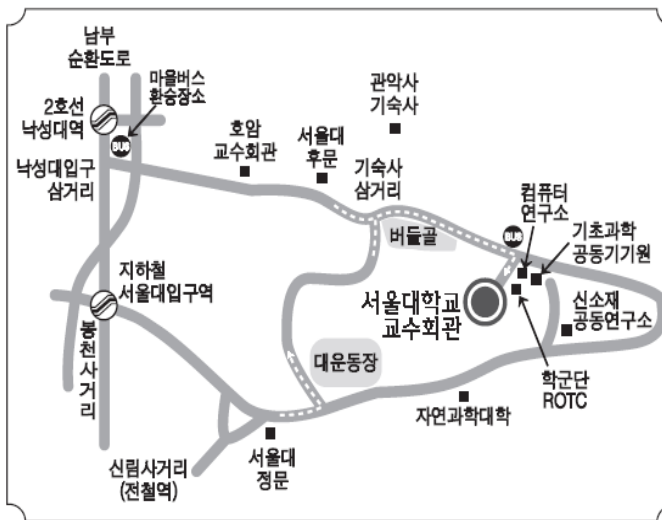 남부
순환도로
마을버스
환승장소
2호선
낙성대역
BUS
낙성대입구
삼거리
호암
교수회관
서울대
후문
관악사
기숙사
기숙사
삼거리
버들골
BUS
컴퓨터
연구소
기초과학
공동기기원
지하철
서울대입구역
서울대학교
교수회관
신소재
공동연구소
봉천사거리
대운동장
학군단
ROTC
자연과학대학
신림사거리
(전철역)
서울대
정문